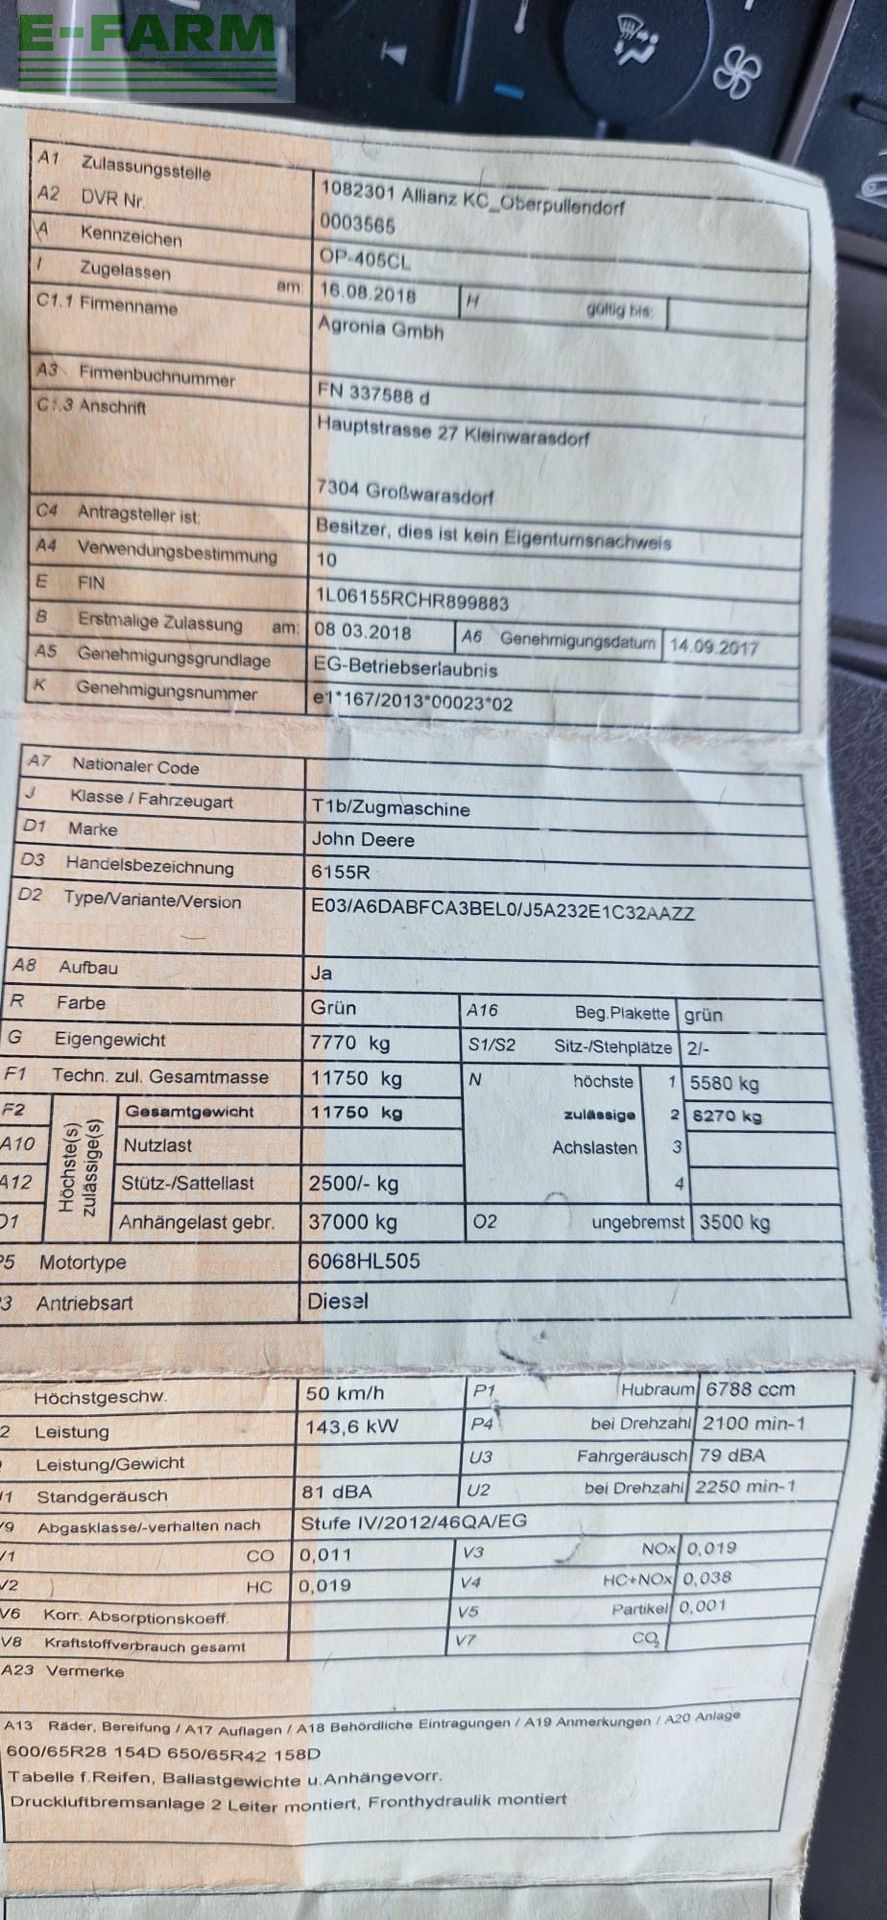 E-FARM
A1 Zulassungsstelle 1082301 Allianz KC_Oberpullendorf
A2 DVR Nr. 0003565
A Kennzeichen OP-405CL
I Zugelassen am: 16.08.2018 H gültig bis:
C1.1 Firmenname Agronia Gmbh
A3 Firmenbuchnummer FN 337588 d
C1.3 Anschrift Hauptstrasse 27 Kleinwarasdorf
7304 Großwarasdorf
C4 Antragsteller ist: Besitzer, dies ist kein Eigentumsnachweis
A4 Verwendungsbestimmung 10
E FIN 1L06155RCHR899883
B Erstmalige Zulassung am: 08 03.2018 A6 Genehmigungsdatum 14.09.2017
A5 Genehmigungsgrundlage EG-Betriebserlaubnis
K Genehmigungsnummer e1*167/2013*00023*02
A7 Nationaler Code
J Klasse / Fahrzeugart T1b/Zugmaschine
D1 Marke John Deere
D3 Handelsbezeichnung 6155R
D2 Type/Variante/Version E03/A6DABFCA3BEL0/J5A232E1C32AAZZ
A8 Aufbau Ja
R Farbe Grün A16 Beg.Plakette grün
G Eigengewicht 7770 kg S1/S2 Sitz-/Stehplätze 2/-
F1 Techn. zul. Gesamtmasse 11750 kg N höchste 1 5580 kg
F2 Höchste(s) zulässige(s) Gesamtgewicht 11750 kg zulässige 2 8270 kg
A10 Nutzlast Achslasten 3
A12 Stütz-/Sattellast 2500/- kg 4
O1 Anhängelast gebr. 37000 kg O2 ungebremst 3500 kg
P5 Motortype 6068HL505
P3 Antriebsart Diesel
Höchstgeschw. 50 km/h P1 Hubraum 6788 ccm
2 Leistung 143,6 kW P4 bei Drehzahl 2100 min-1
Leistung/Gewicht U3 Fahrgeräusch 79 dBA
U1 Standgeräusch 81 dBA U2 bei Drehzahl 2250 min-1
V9 Abgasklasse/-verhalten nach Stufe IV/2012/46QA/EG
V1 CO 0,011 V3 NOx 0,019
V2 HC 0,019 V4 HC+NOx 0,038
V6 Korr. Absorptionskoeff. V5 Partikel 0,001
V8 Kraftstoffverbrauch gesamt V7 CO2
A23 Vermerke
A13 Räder, Bereifung / A17 Auflagen / A18 Behördliche Eintragungen / A19 Anmerkungen / A20 Anlage
600/65R28 154D 650/65R42 158D
Tabelle f.Reifen, Ballastgewichte u.Anhängevorr.
Druckluftbremsanlage 2 Leiter montiert, Fronthydraulik montiert